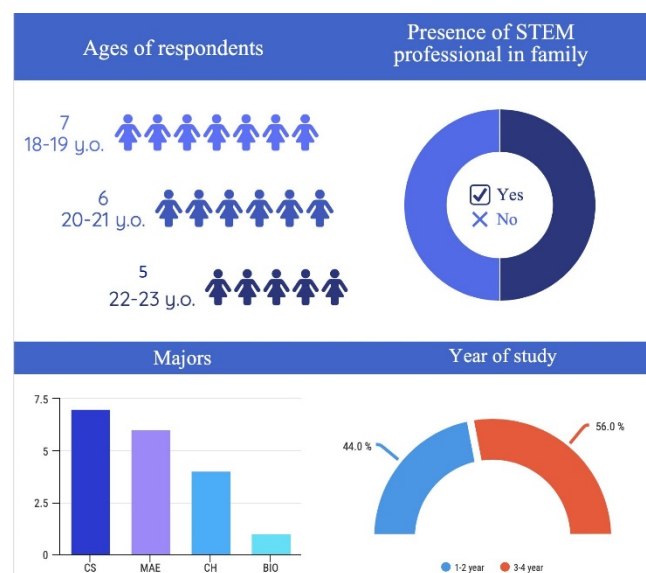 Ages of respondents
Presence of STEM
professional in family
7
18-19 y.o.
6
20-21 y.o.
5
22-23 y.o.
Yes
No
Majors
Year of study
7.5
5
2.5
0
CS
MAE
CH
BIO
44.0 %
56.0 %
1-2 year
3-4 year